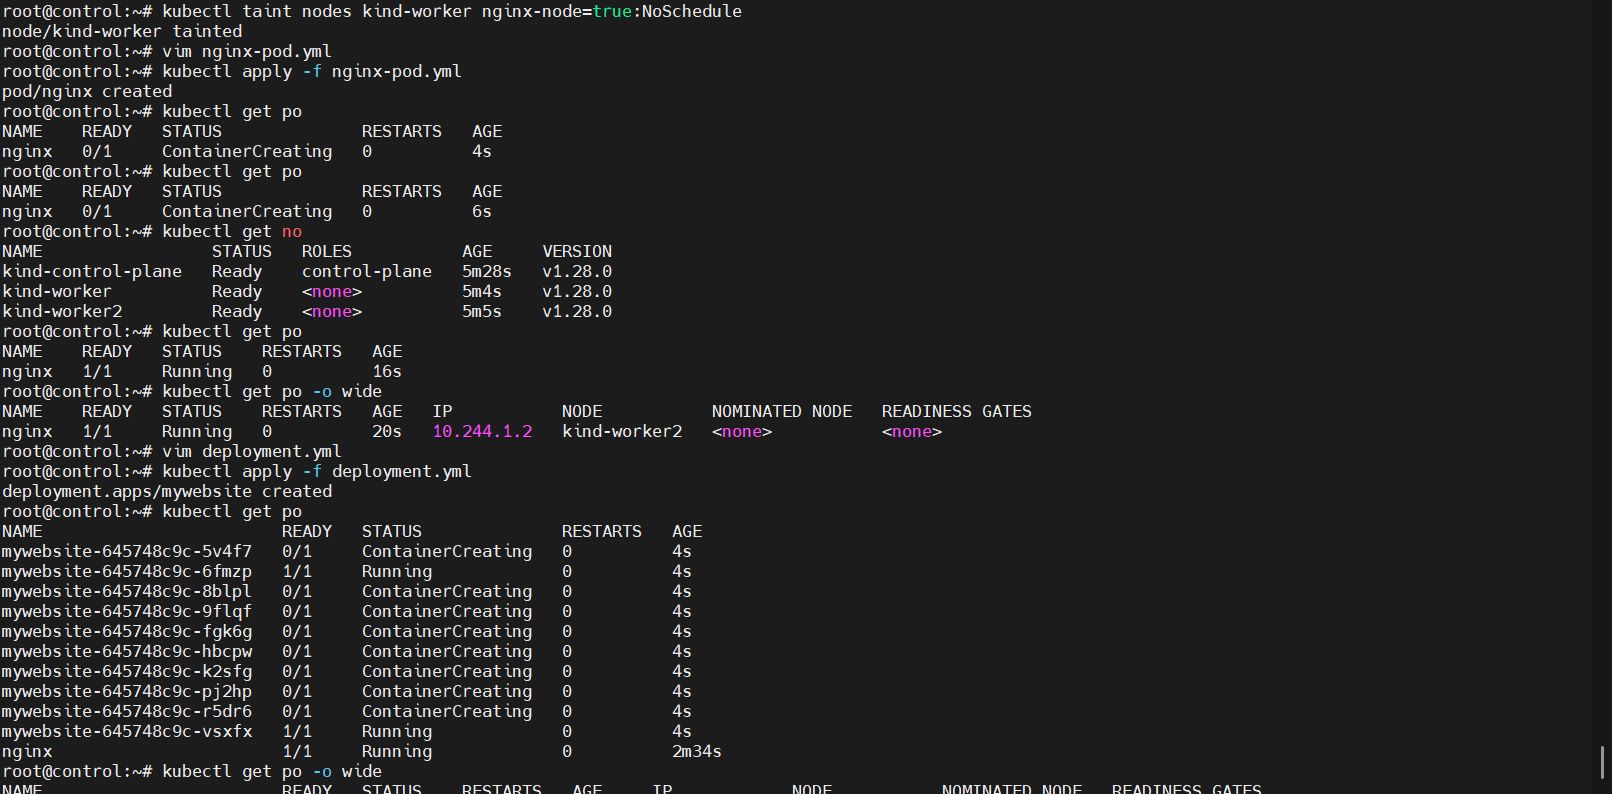 root@control:~# kubectl taint nodes kind-worker nginx-node=true:NoSchedule
node/kind-worker tainted
root@control:~# vim nginx-pod.yml
root@control:~# kubectl apply -f nginx-pod.yml
pod/nginx created
root@control:~# kubectl get po
NAME    READY   STATUS              RESTARTS   AGE
nginx   0/1     ContainerCreating   0          4s
root@control:~# kubectl get po
NAME    READY   STATUS              RESTARTS   AGE
nginx   0/1     ContainerCreating   0          6s
root@control:~# kubectl get no
NAME                 STATUS   ROLES           AGE     VERSION
kind-control-plane   Ready    control-plane   5m28s   v1.28.0
kind-worker          Ready    <none>          5m4s    v1.28.0
kind-worker2         Ready    <none>          5m5s    v1.28.0
root@control:~# kubectl get po
NAME    READY   STATUS    RESTARTS   AGE
nginx   1/1     Running   0          16s
root@control:~# kubectl get po -o wide
NAME    READY   STATUS    RESTARTS   AGE   IP           NODE           NOMINATED NODE   READINESS GATES
nginx   1/1     Running   0          20s   10.244.1.2   kind-worker2   <none>           <none>
root@control:~# vim deployment.yml
root@control:~# kubectl apply -f deployment.yml
deployment.apps/mywebsite created
root@control:~# kubectl get po
NAME                        READY   STATUS              RESTARTS   AGE
mywebsite-645748c9c-5v4f7   0/1     ContainerCreating   0          4s
mywebsite-645748c9c-6fmzp   1/1     Running             0          4s
mywebsite-645748c9c-8blpl   0/1     ContainerCreating   0          4s
mywebsite-645748c9c-9flqf   0/1     ContainerCreating   0          4s
mywebsite-645748c9c-fgk6g   0/1     ContainerCreating   0          4s
mywebsite-645748c9c-hbcpw   0/1     ContainerCreating   0          4s
mywebsite-645748c9c-k2sfg   0/1     ContainerCreating   0          4s
mywebsite-645748c9c-pj2hp   0/1     ContainerCreating   0          4s
mywebsite-645748c9c-r5dr6   0/1     ContainerCreating   0          4s
mywebsite-645748c9c-vsxfx   1/1     Running             0          4s
nginx                       1/1     Running             0          2m34s
root@control:~# kubectl get po -o wide
NAME                        READY   STATUS    RESTARTS   AGE     IP            NODE           NOMINATED NODE   READINESS GATES